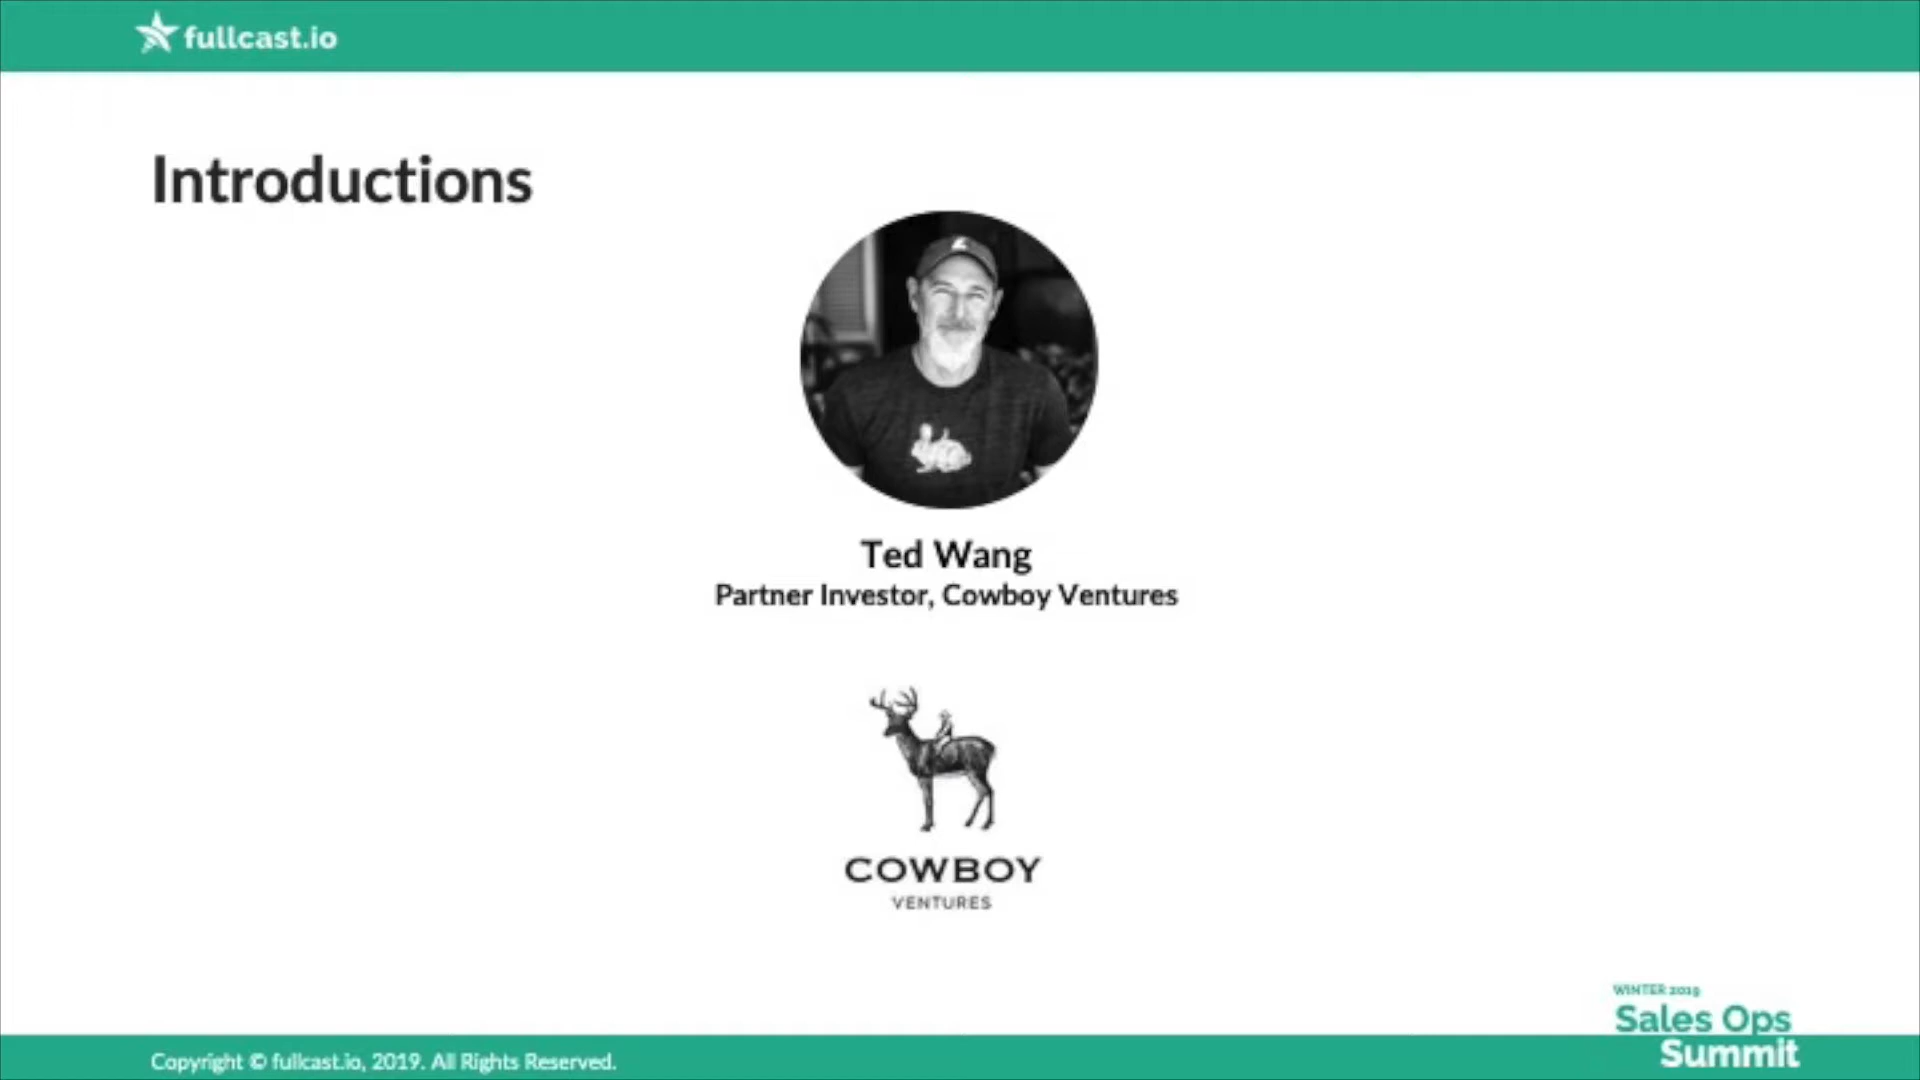 fullcast.io
Introductions
Ted Wang
Partner Investor, Cowboy Ventures
COWBOY
VENTURES
WINTER 2019
Sales Ops
Summit
Copyright © fullcast.io, 2019. All Rights Reserved.